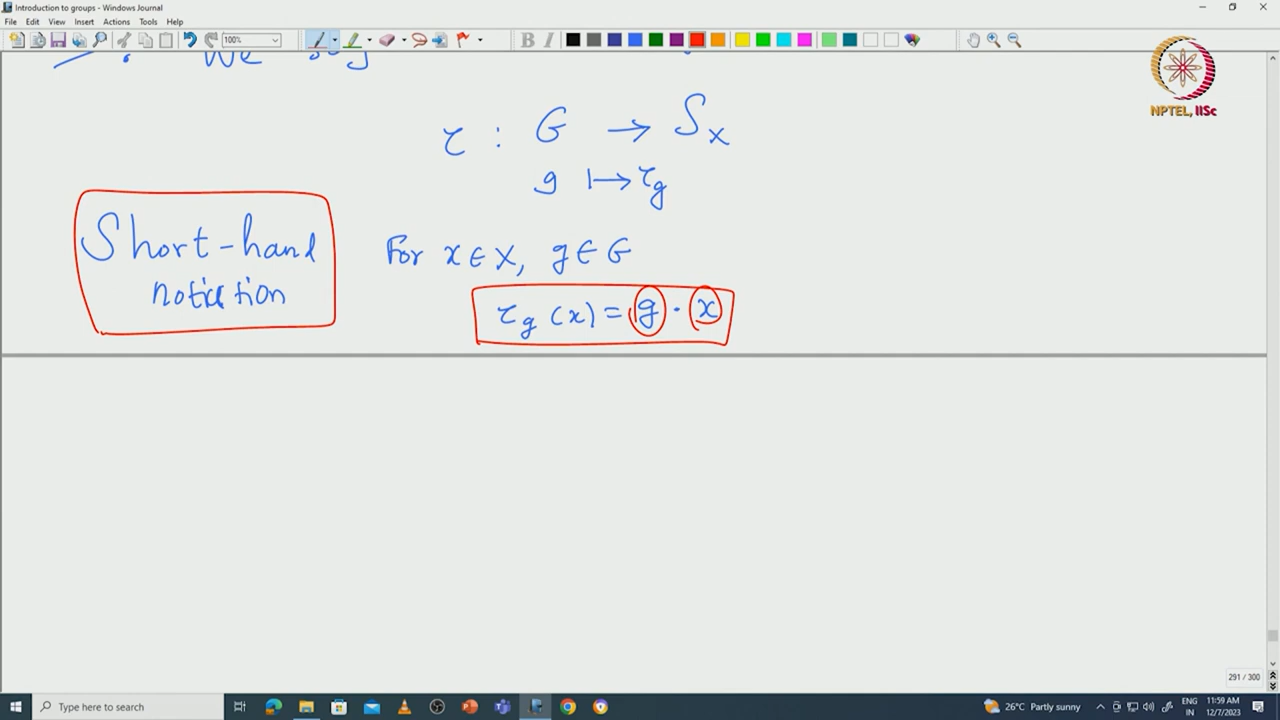 Introduction to groups - Windows Journal
File Edit View Insert Actions Tools Help
100%
B I
We say
τ : G → S_X
g ↦ τ_g
Short-hand
notation
For x ∈ X, g ∈ G
τ_g (x) = g · x
NPTEL, IISc
291 / 300
Type here to search
26°C Partly sunny
ENG
IN
11:59 AM
12/7/2023